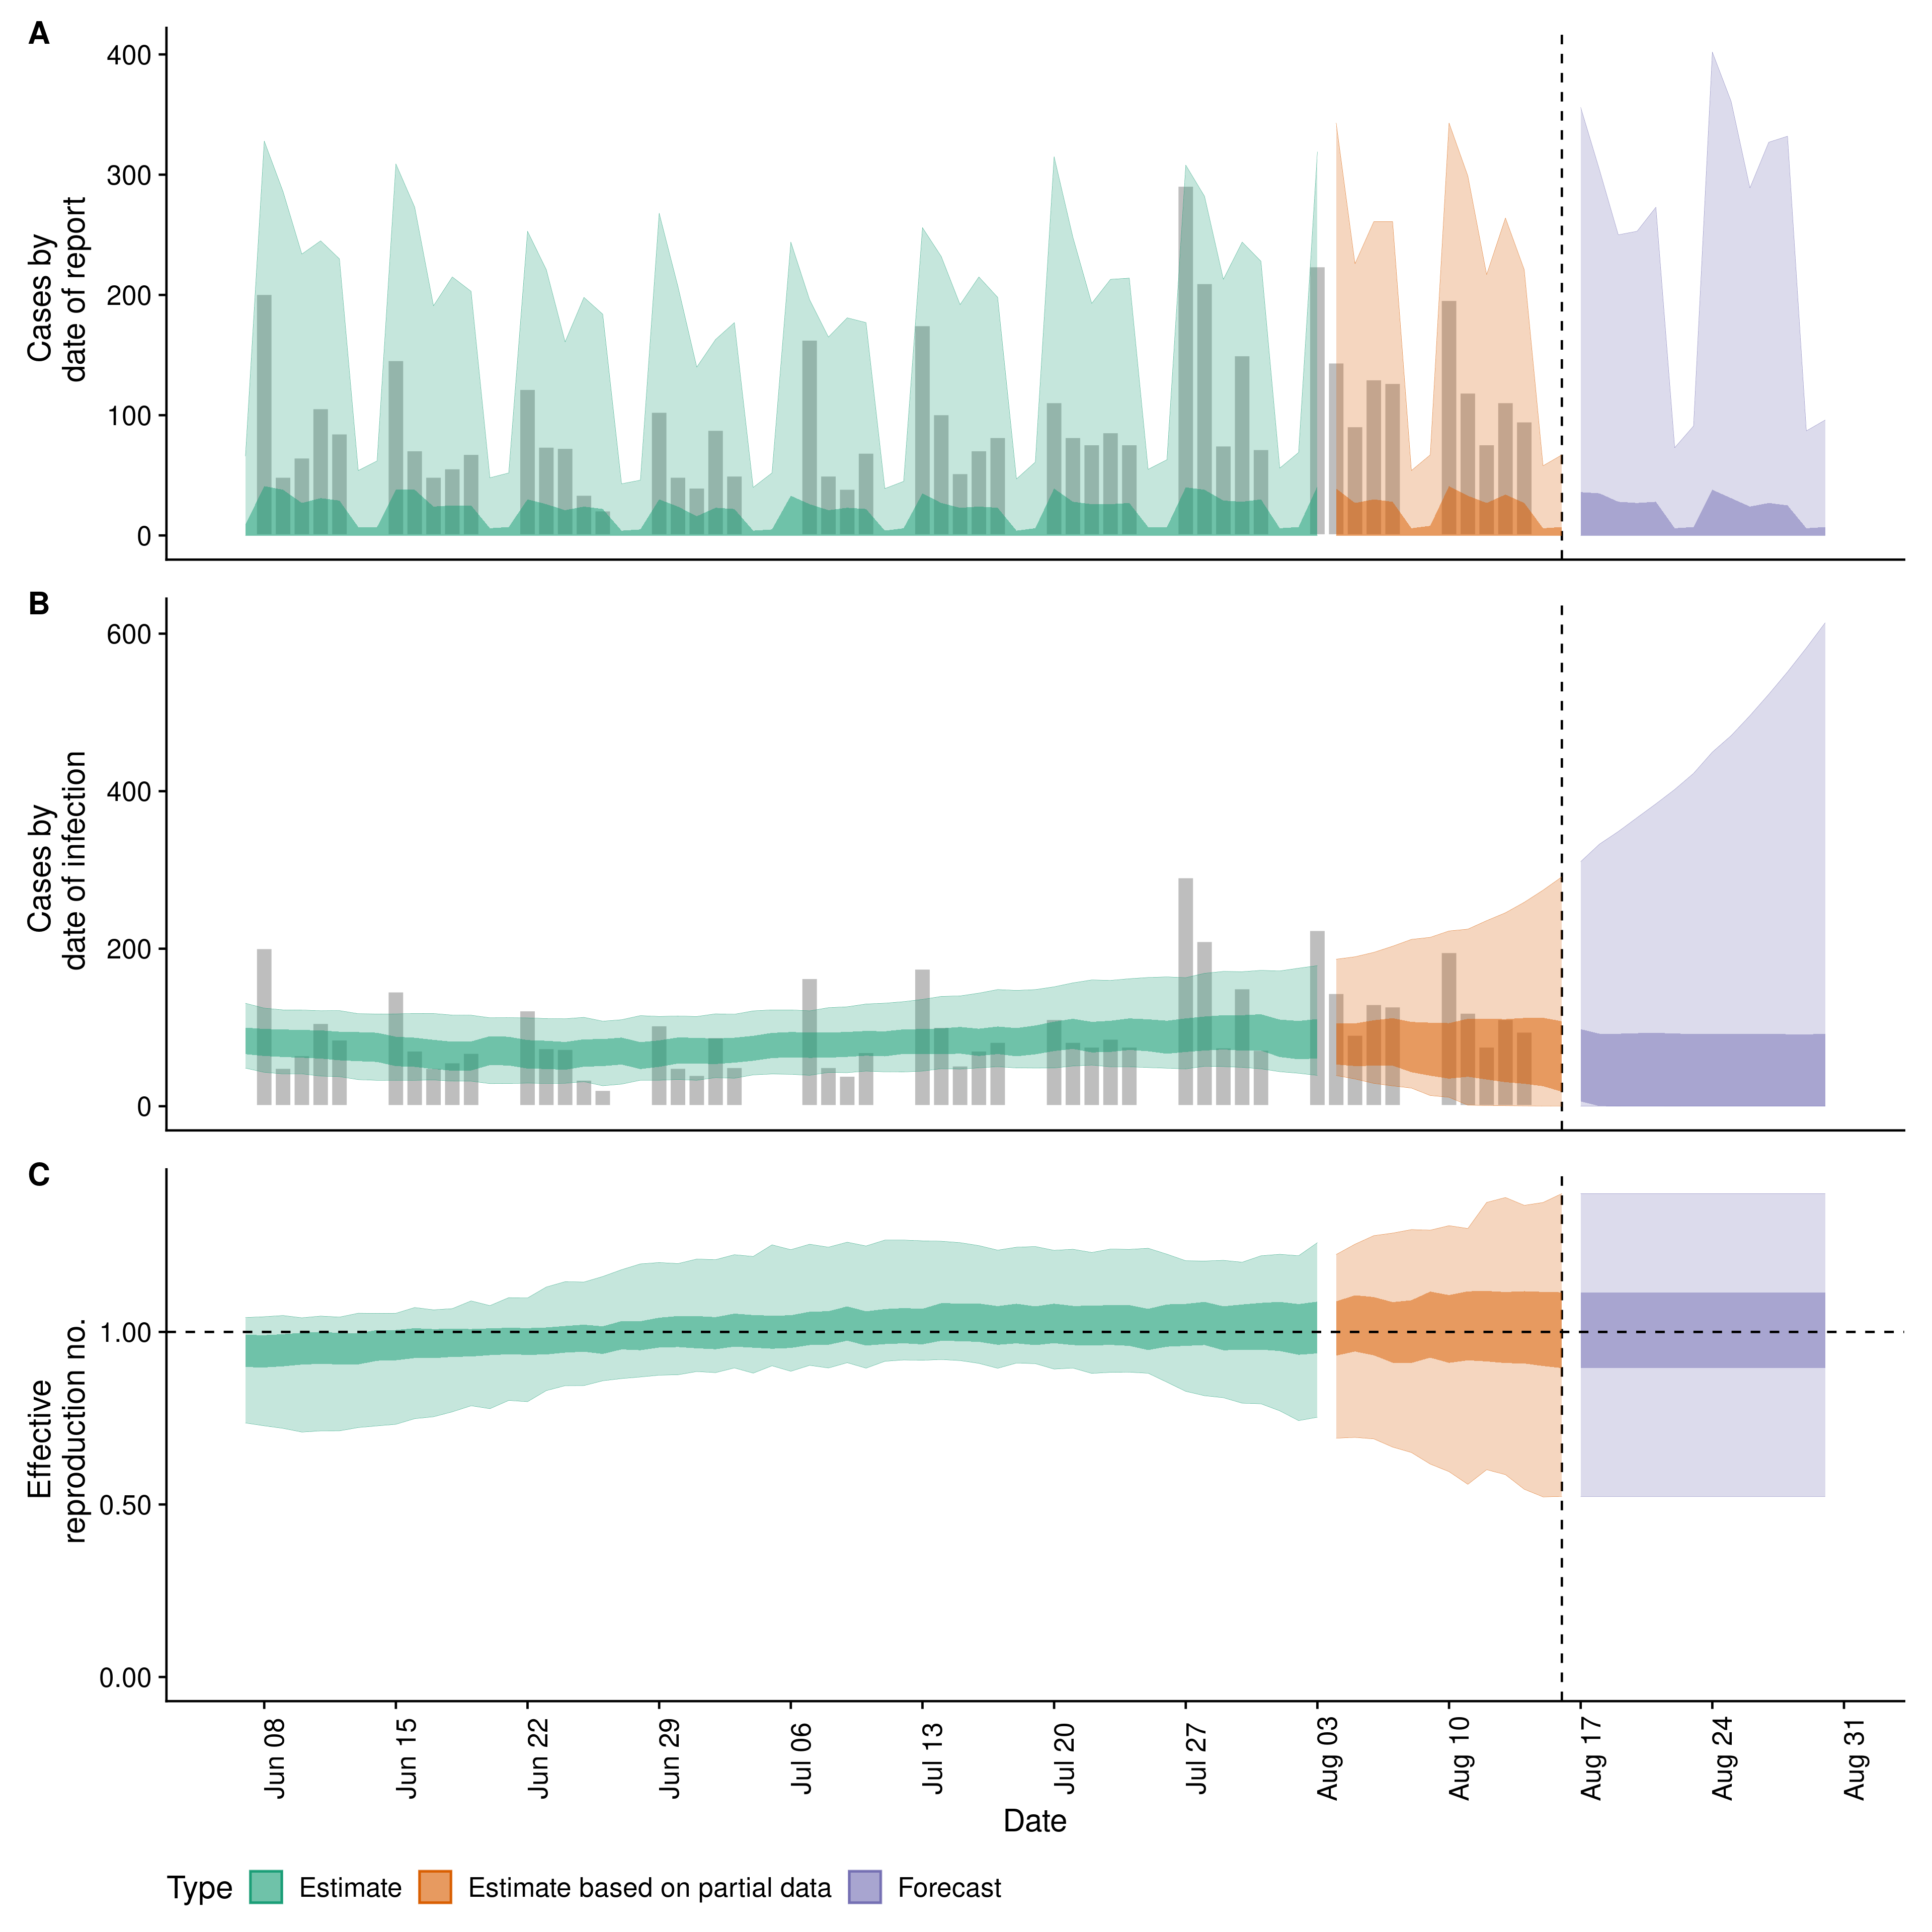 A
400
300
200
100
0
Cases by
date of report
B
600
400
200
0
Cases by
date of infection
C
1.00
0.50
0.00
Effective
reproduction no.
Jun 08
Jun 15
Jun 22
Jun 29
Jul 06
Jul 13
Jul 20
Jul 27
Aug 03
Aug 10
Aug 17
Aug 24
Aug 31
Date
Type Estimate Estimate based on partial data Forecast